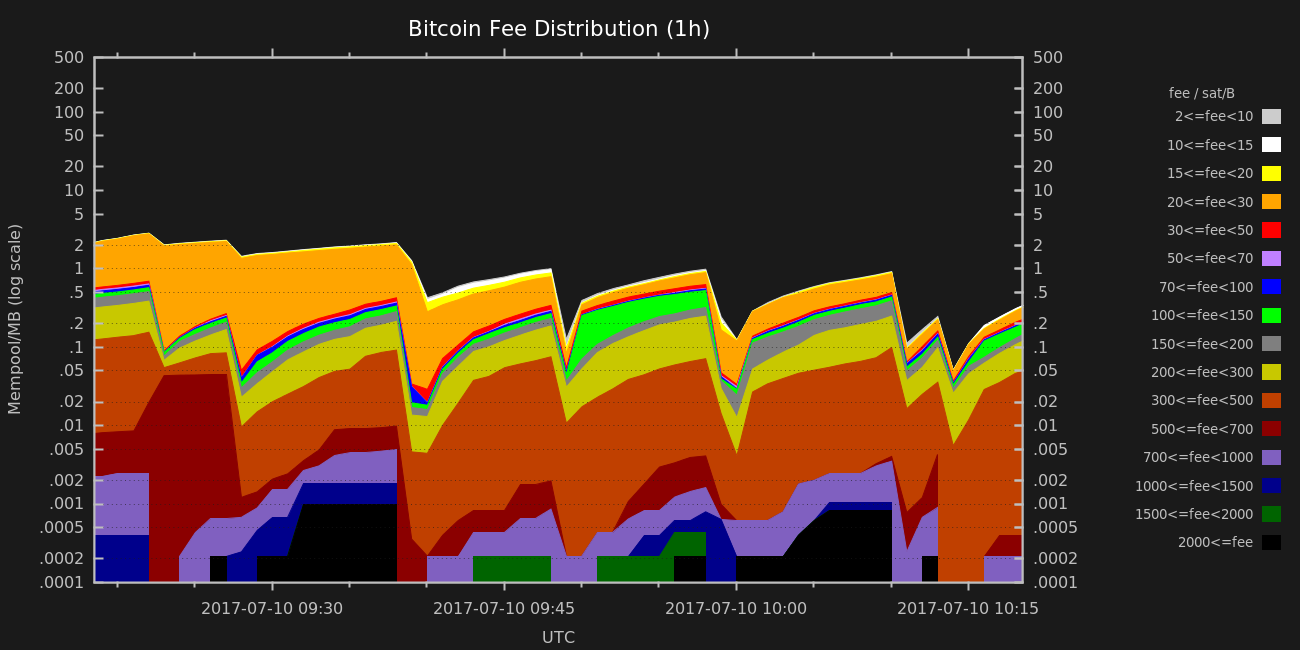 Bitcoin Fee Distribution (1h)
500 500
200 200
100 100
50 50
20 20
10 10
5 5
2 2
1 1
.5 .5
.2 .2
.1 .1
.05 .05
.02 .02
.01 .01
.005 .005
.002 .002
.001 .001
.0005 .0005
.0002 .0002
.0001 .0001
Mempool/MB (log scale)
2017-07-10 09:30 2017-07-10 09:45 2017-07-10 10:00 2017-07-10 10:15
UTC
fee / sat/B
2<=fee<10
10<=fee<15
15<=fee<20
20<=fee<30
30<=fee<50
50<=fee<70
70<=fee<100
100<=fee<150
150<=fee<200
200<=fee<300
300<=fee<500
500<=fee<700
700<=fee<1000
1000<=fee<1500
1500<=fee<2000
2000<=fee